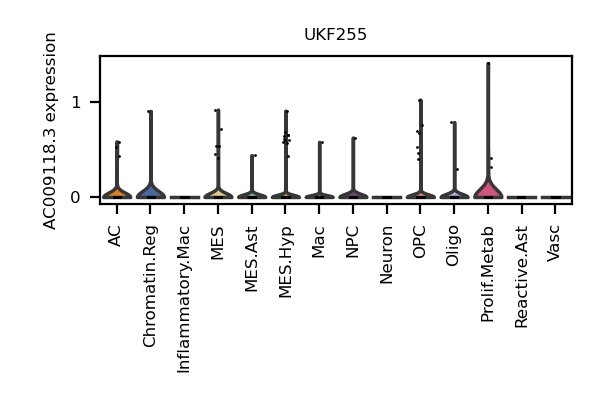 UKF255
AC009118.3 expression
1
0
AC
Chromatin.Reg
Inflammatory.Mac
MES
MES.Ast
MES.Hyp
Mac
NPC
Neuron
OPC
Oligo
Prolif.Metab
Reactive.Ast
Vasc